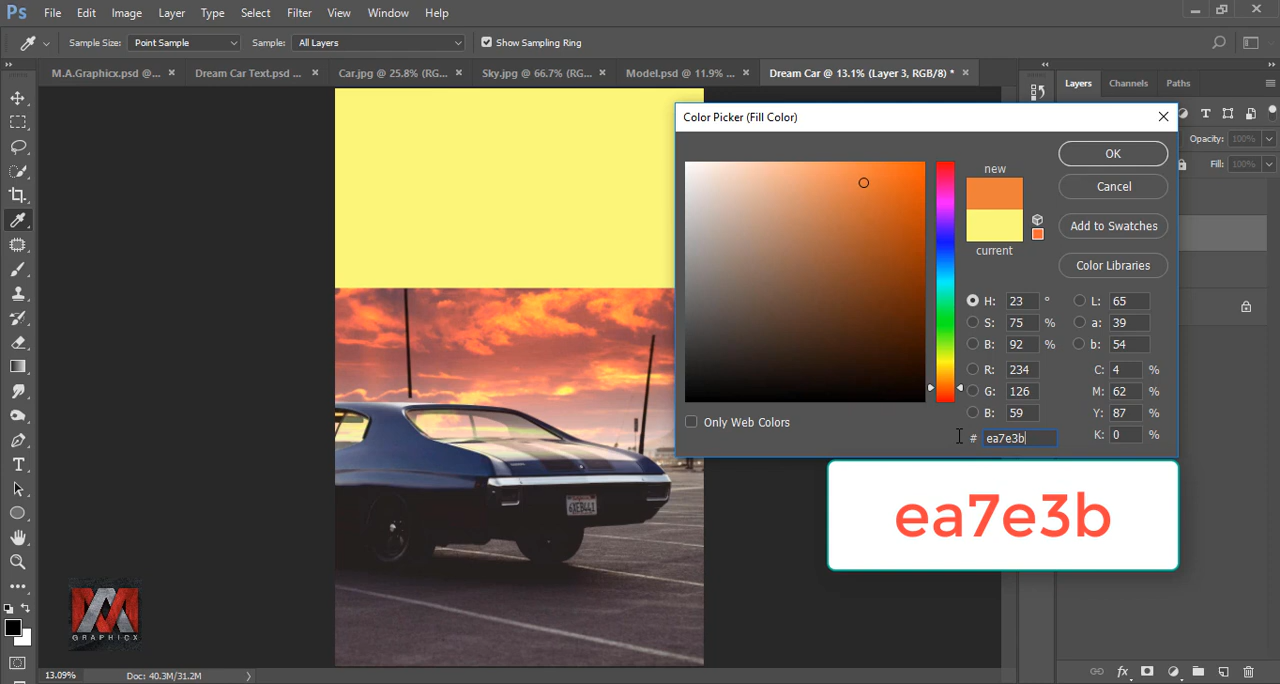 Ps File Edit Image Layer Type Select Filter View Window Help
Sample Size: Point Sample Sample: All Layers Show Sampling Ring
M.A.Graphicx.psd @... × Dream Car Text.psd ... × Car.jpg @ 25.8% (RG... × Sky.jpg @ 66.7% (RG... × Model.psd @ 11.9% ... × Dream Car @ 13.1% (Layer 3, RGB/8) * ×
Layers Channels Paths
Color Picker (Fill Color)
Opacity: 100%
Fill: 100%
new
current
OK
Cancel
Add to Swatches
Color Libraries
H: 23 ° L: 65
S: 75 % a: 39
B: 92 % b: 54
R: 234 C: 4 %
G: 126 M: 62 %
B: 59 Y: 87 %
# ea7e3b K: 0 %
Only Web Colors
ea7e3b
GRAPHICX
13.09% Doc: 40.3M/31.2M